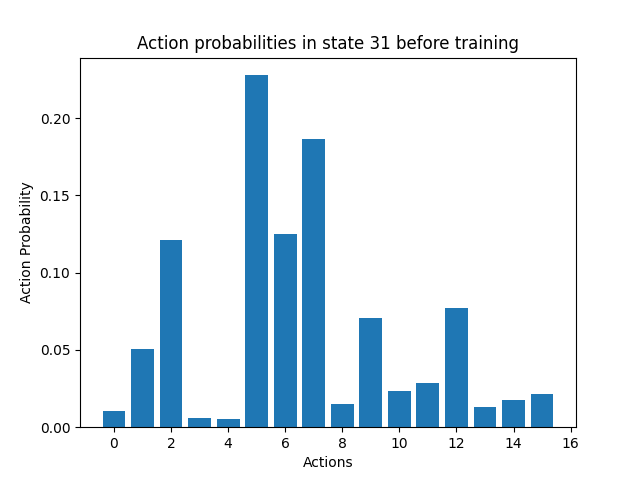 Action probabilities in state 31 before training
0.20
0.15
0.10
0.05
0.00
Action Probability
0 2 4 6 8 10 12 14 16
Actions